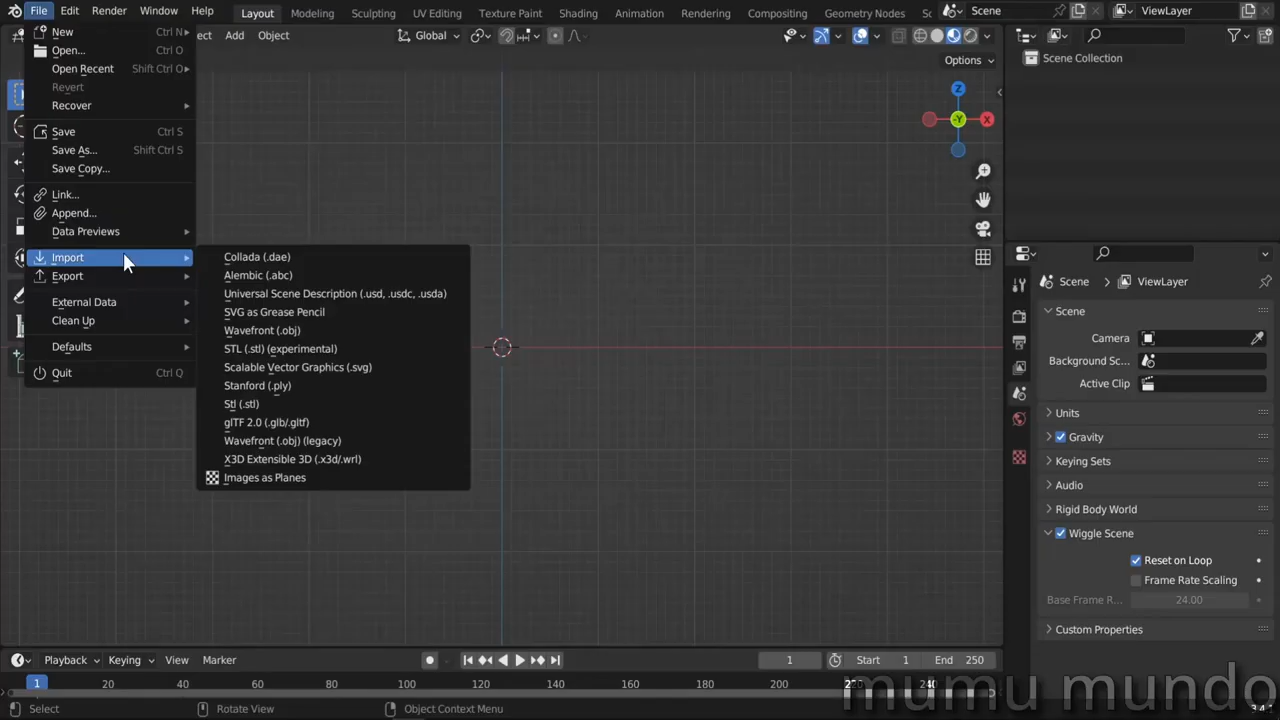 File Edit Render Window Help Layout Modeling Sculpting UV Editing Texture Paint Shading Animation Rendering Compositing Geometry Nodes Sc Scene ViewLayer
New Ctrl N
ect Add Object Global
Open... Ctrl O
Options
Open Recent Shift Ctrl O
Revert
Recover
Save Ctrl S
Save As... Shift Ctrl S
Save Copy...
Link...
Append...
Data Previews
Import
Export
External Data
Clean Up
Defaults
Quit Ctrl Q
Collada (.dae)
Alembic (.abc)
Universal Scene Description (.usd, .usdc, .usda)
SVG as Grease Pencil
Wavefront (.obj)
STL (.stl) (experimental)
Scalable Vector Graphics (.svg)
Stanford (.ply)
Stl (.stl)
glTF 2.0 (.glb/.gltf)
Wavefront (.obj) (legacy)
X3D Extensible 3D (.x3d/.wrl)
Images as Planes
Z
-Y X
Scene Collection
Scene ViewLayer
Scene
Camera
Background Sc...
Active Clip
Units
Gravity
Keying Sets
Audio
Rigid Body World
Wiggle Scene
Reset on Loop
Frame Rate Scaling
Base Frame R... 24.00
Custom Properties
Playback Keying View Marker 1 Start 1 End 250
1 20 40 60 80 100 120 140 160 180 200 220 240
mumu mundo
Select Rotate View Object Context Menu 3.4.1